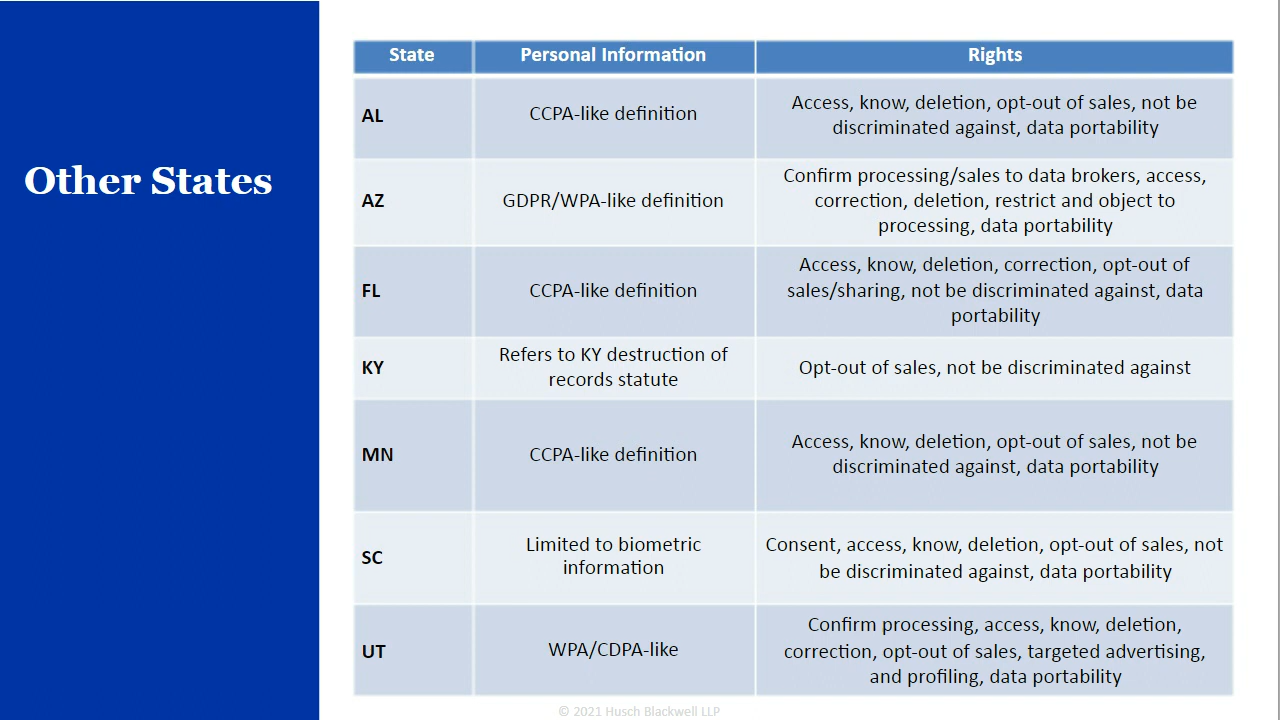 Other States
State Personal Information Rights
AL
CCPA-like definition
Access, know, deletion, opt-out of sales, not be
discriminated against, data portability
AZ
GDPR/WPA-like definition
Confirm processing/sales to data brokers, access,
correction, deletion, restrict and object to
processing, data portability
FL
CCPA-like definition
Access, know, deletion, correction, opt-out of
sales/sharing, not be discriminated against, data
portability
KY
Refers to KY destruction of
records statute
Opt-out of sales, not be discriminated against
MN
CCPA-like definition
Access, know, deletion, opt-out of sales, not be
discriminated against, data portability
SC
Limited to biometric
information
Consent, access, know, deletion, opt-out of sales, not
be discriminated against, data portability
UT
WPA/CDPA-like
Confirm processing, access, know, deletion,
correction, opt-out of sales, targeted advertising,
and profiling, data portability
© 2021 Husch Blackwell LLP